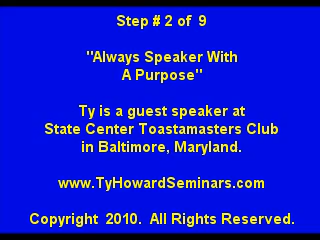 Step # 2 of 9
"Always Speaker With
A Purpose"
Ty is a guest speaker at
State Center Toastamasters Club
in Baltimore, Maryland.
www.TyHowardSeminars.com
Copyright 2010. All Rights Reserved.